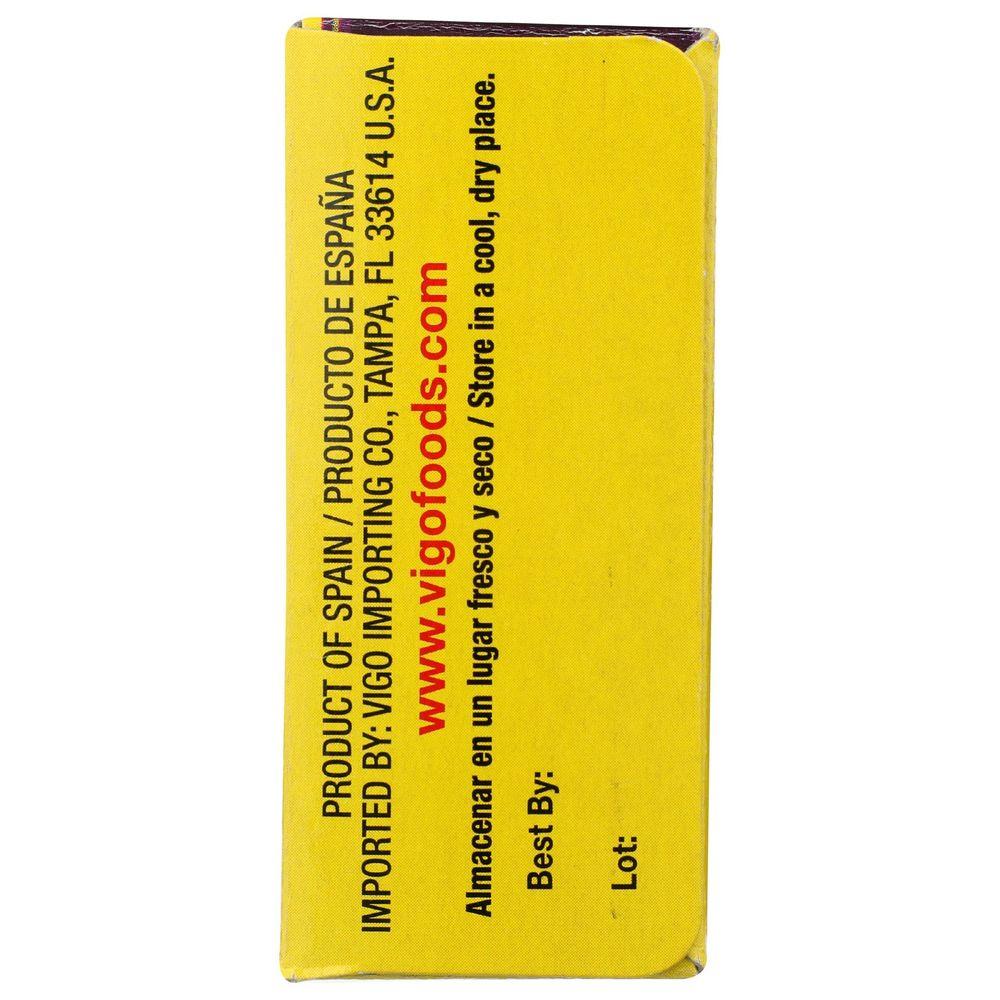 PRODUCT OF SPAIN / PRODUCTO DE ESPAÑA
IMPORTED BY: VIGO IMPORTING CO., TAMPA, FL 33614 U.S.A.
www.vigofoods.com
Almacenar en un lugar fresco y seco / Store in a cool, dry place.
Best By:
Lot: